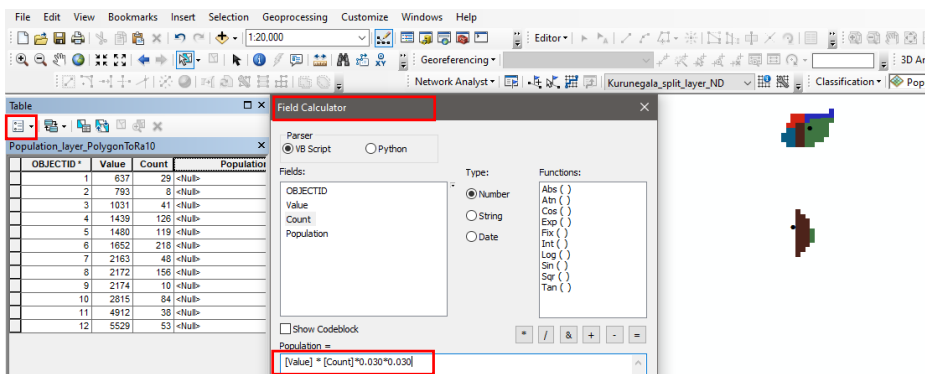 File Edit View Bookmarks Insert Selection Geoprocessing Customize Windows Help
1:20,000 Editor
Georeferencing 3D Ar
Network Analyst Kurunegala_split_layer_ND Classification Pop
Table
Population_layer_PolygonToRa10
OBJECTID * Value Count Population
1 637 29 <Null>
2 793 8 <Null>
3 1031 41 <Null>
4 1439 126 <Null>
5 1480 119 <Null>
6 1652 218 <Null>
7 2163 48 <Null>
8 2172 156 <Null>
9 2174 10 <Null>
10 2815 84 <Null>
11 4912 38 <Null>
12 5529 53 <Null>
Field Calculator
Parser
VB Script Python
Fields: Type: Functions:
OBJECTID
Value
Count
Population
Number
String
Date
Abs ( )
Atn ( )
Cos ( )
Exp ( )
Fix ( )
Int ( )
Log ( )
Sin ( )
Sqr ( )
Tan ( )
Show Codeblock
* / & + - =
Population =
[Value] * [Count]*0.030*0.030